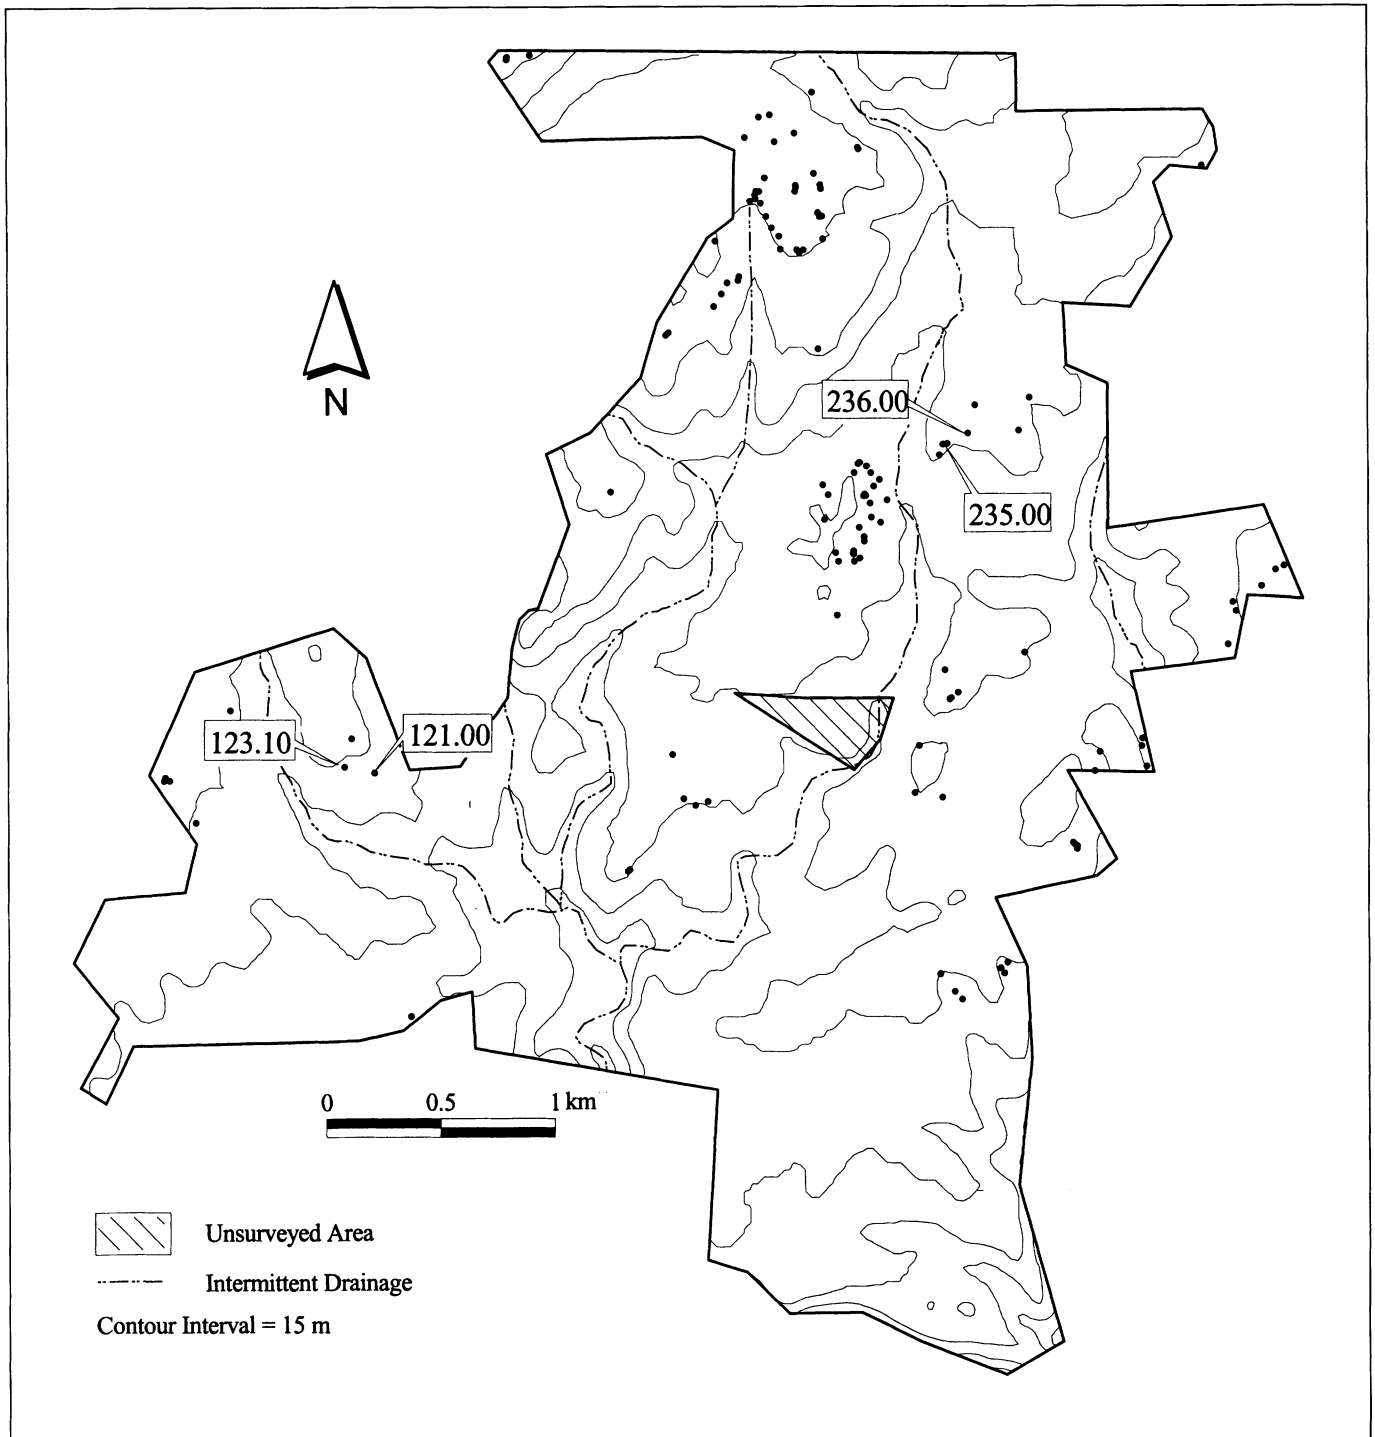 N
236.00
235.00
123.10
121.00
0 0.5 1 km
Unsurveyed Area
Intermittent Drainage
Contour Interval = 15 m